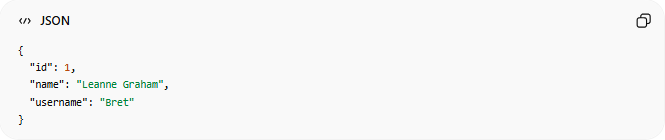 JSON
{
  "id": 1,
  "name": "Leanne Graham",
  "username": "Bret"
}